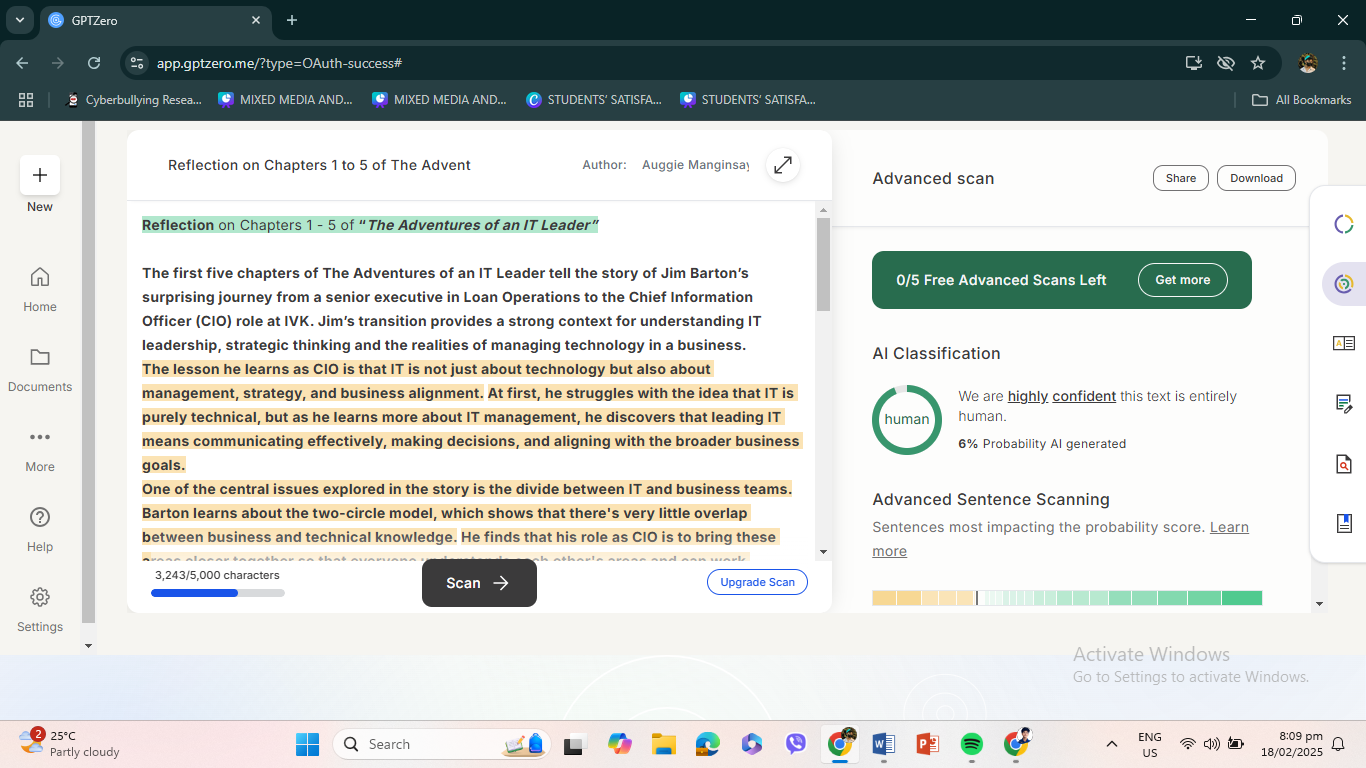 GPTZero
app.gptzero.me/?type=OAuth-success#
Cyberbullying Resea...
MIXED MEDIA AND...
MIXED MEDIA AND...
STUDENTS' SATISFA...
STUDENTS' SATISFA...
All Bookmarks
New
Home
Documents
More
Help
Settings
Reflection on Chapters 1 to 5 of The Advent
Author: Auggie Manginsay
Reflection on Chapters 1 - 5 of “The Adventures of an IT Leader”
The first five chapters of The Adventures of an IT Leader tell the story of Jim Barton’s
surprising journey from a senior executive in Loan Operations to the Chief Information
Officer (CIO) role at IVK. Jim’s transition provides a strong context for understanding IT
leadership, strategic thinking and the realities of managing technology in a business.
The lesson he learns as CIO is that IT is not just about technology but also about
management, strategy, and business alignment. At first, he struggles with the idea that IT is
purely technical, but as he learns more about IT management, he discovers that leading IT
means communicating effectively, making decisions, and aligning with the broader business
goals.
One of the central issues explored in the story is the divide between IT and business teams.
Barton learns about the two-circle model, which shows that there's very little overlap
between business and technical knowledge. He finds that his role as CIO is to bring these
areas closer together so that everyone understands each other's areas and can work
3,243/5,000 characters
Scan
Upgrade Scan
Advanced scan
Share
Download
0/5 Free Advanced Scans Left
Get more
AI Classification
human
We are highly confident this text is entirely
human.
6% Probability AI generated
Advanced Sentence Scanning
Sentences most impacting the probability score. Learn
more
Activate Windows
Go to Settings to activate Windows.
2
25°C
Partly cloudy
Search
ENG
US
8:09 pm
18/02/2025